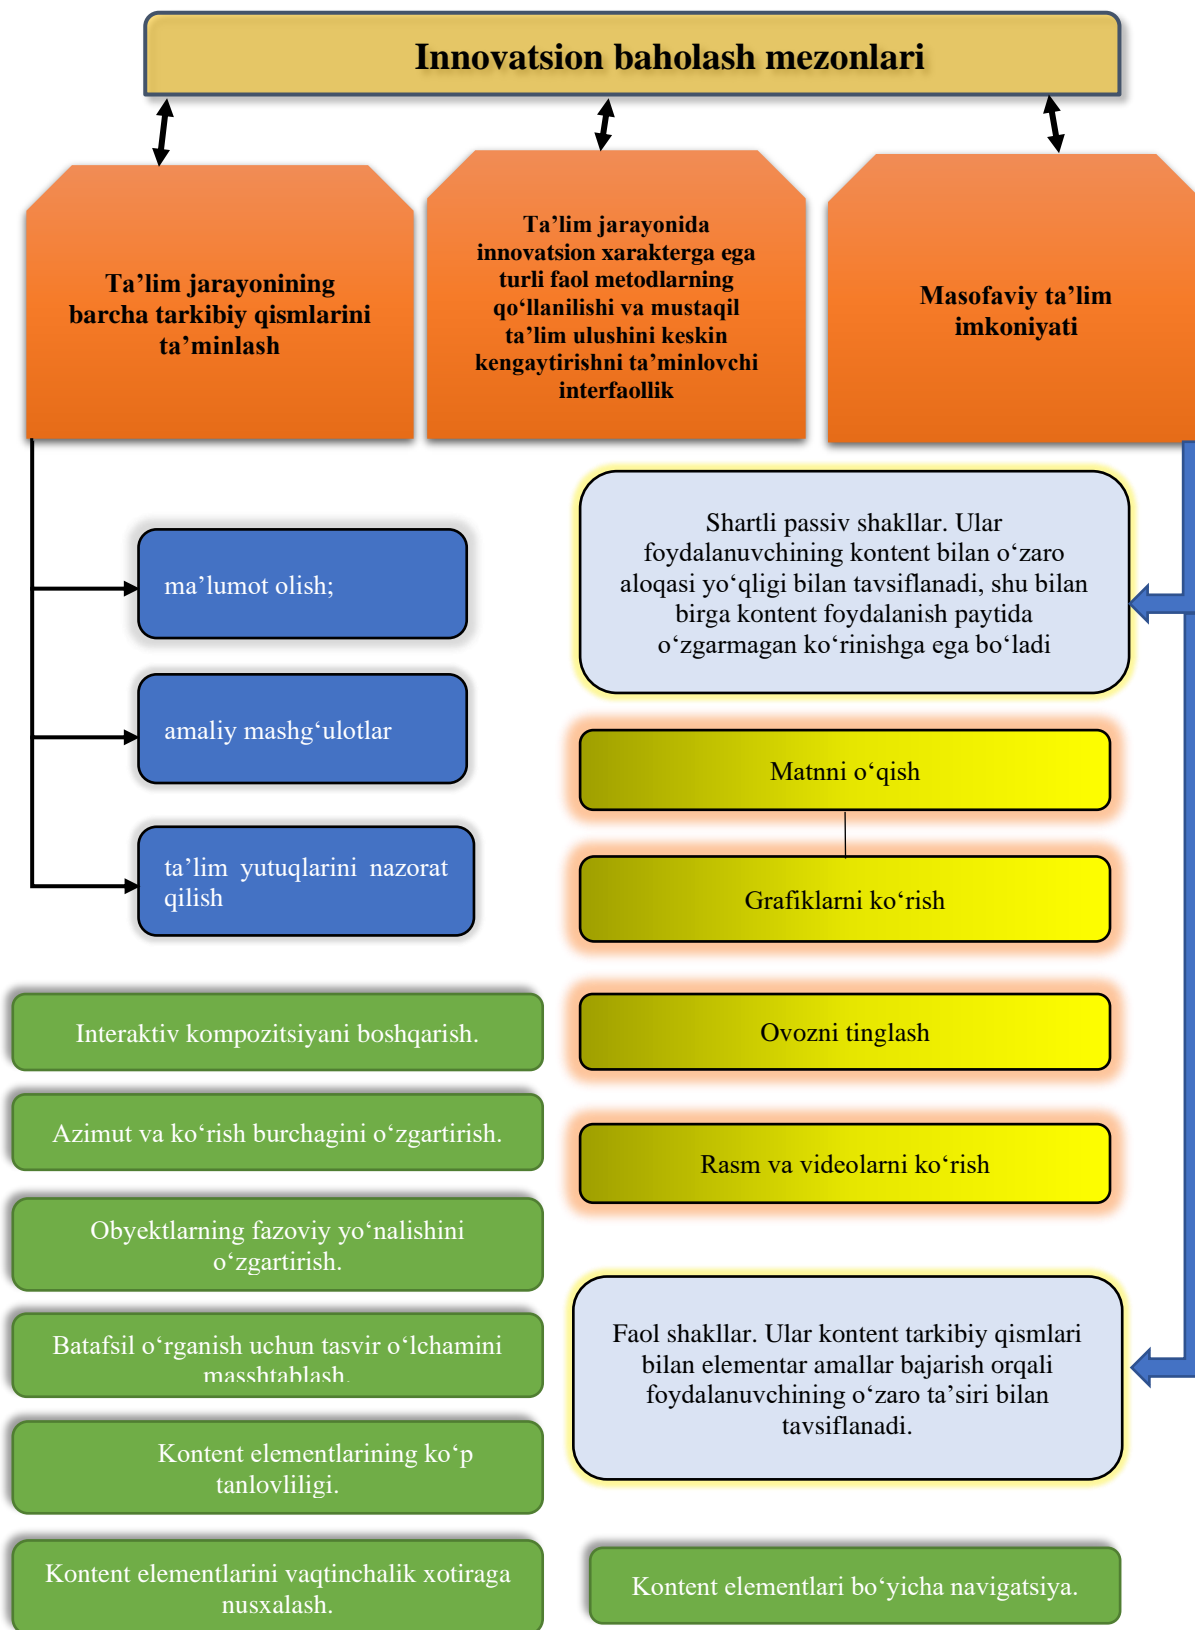 Innovatsion baholash mezonlari
Ta’lim jarayonining
barcha tarkibiy qismlarini
ta’minlash
Ta’lim jarayonida
innovatsion xarakterga ega
turli faol metodlarning
qo‘llanilishi va mustaqil
ta’lim ulushini keskin
kengaytirishni ta’minlovchi
interfaollik
Masofaviy ta’lim
imkoniyati
ma’lumot olish;
amaliy mashg‘ulotlar
ta’lim yutuqlarini nazorat
qilish
Shartli passiv shakllar. Ular
foydalanuvchining kontent bilan o‘zaro
aloqasi yo‘qligi bilan tavsiflanadi, shu bilan
birga kontent foydalanish paytida
o‘zgarmagan ko‘rinishga ega bo‘ladi
Matnni o‘qish
Grafiklarni ko‘rish
Ovozni tinglash
Rasm va videolarni ko‘rish
Interaktiv kompozitsiyani boshqarish.
Azimut va ko‘rish burchagini o‘zgartirish.
Obyektlarning fazoviy yo‘nalishini
o‘zgartirish.
Batafsil o‘rganish uchun tasvir o‘lchamini
masshtablash.
Kontent elementlarining ko‘p
tanlovliligi.
Kontent elementlarini vaqtinchalik xotiraga
nusxalash.
Faol shakllar. Ular kontent tarkibiy qismlari
bilan elementar amallar bajarish orqali
foydalanuvchining o‘zaro ta’siri bilan
tavsiflanadi.
Kontent elementlari bo‘yicha navigatsiya.